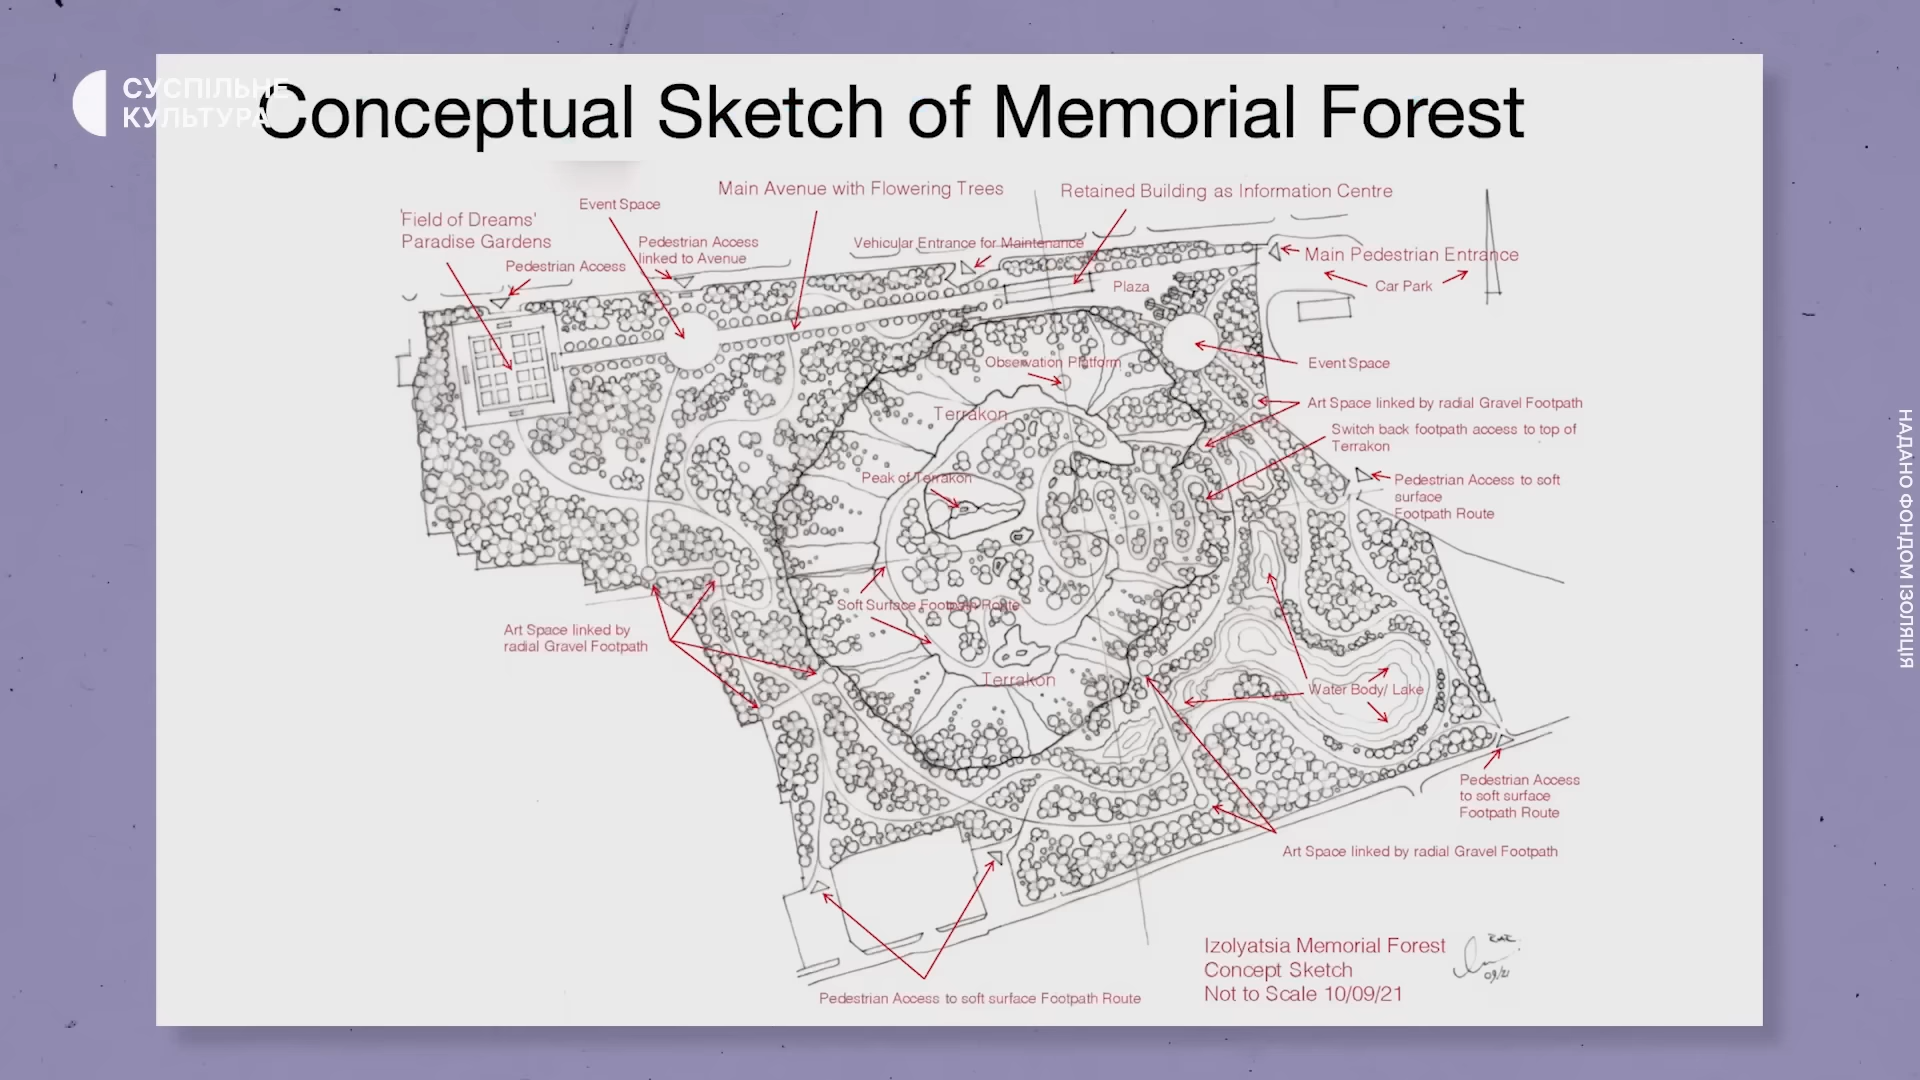 СУСПІЛЬНЕ
КУЛЬТУРА
Conceptual Sketch of Memorial Forest
Main Avenue with Flowering Trees
Retained Building as Information Centre
Event Space
'Field of Dreams'
Paradise Gardens
Pedestrian Access
linked to Avenue
Vehicular Entrance for Maintenance
Main Pedestrian Entrance
Pedestrian Access
Plaza
Car Park
Observation Platform
Event Space
Terrakon
Art Space linked by radial Gravel Footpath
Switch back footpath access to top of
Terrakon
Peak of Terrakon
Pedestrian Access to soft
surface
Footpath Route
Soft Surface Footpath Route
Art Space linked by
radial Gravel Footpath
Terrakon
Water Body/ Lake
Pedestrian Access
to soft surface
Footpath Route
Art Space linked by radial Gravel Footpath
Pedestrian Access to soft surface Footpath Route
Izolyatsia Memorial Forest
Concept Sketch
Not to Scale 10/09/21
09/21
НАДАНО ФОНДОМ ІЗОЛЯЦІЯ